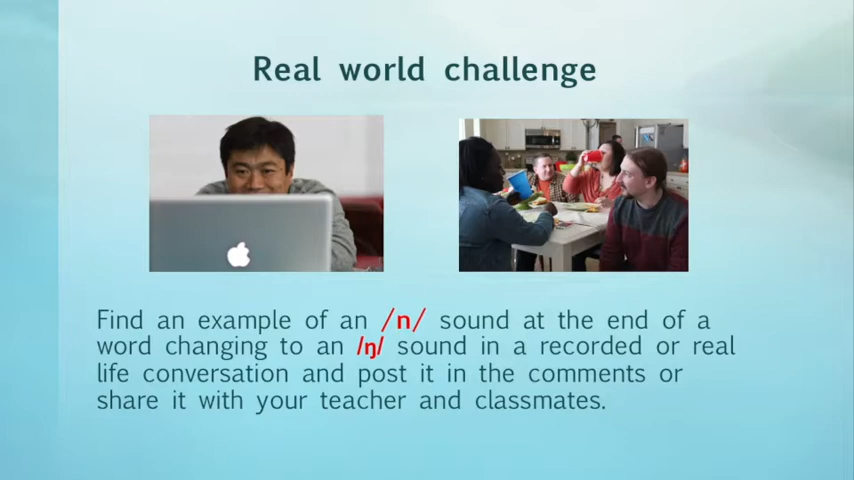 Real world challenge
Find an example of an /n/ sound at the end of a
word changing to an /ŋ/ sound in a recorded or real
life conversation and post it in the comments or
share it with your teacher and classmates.